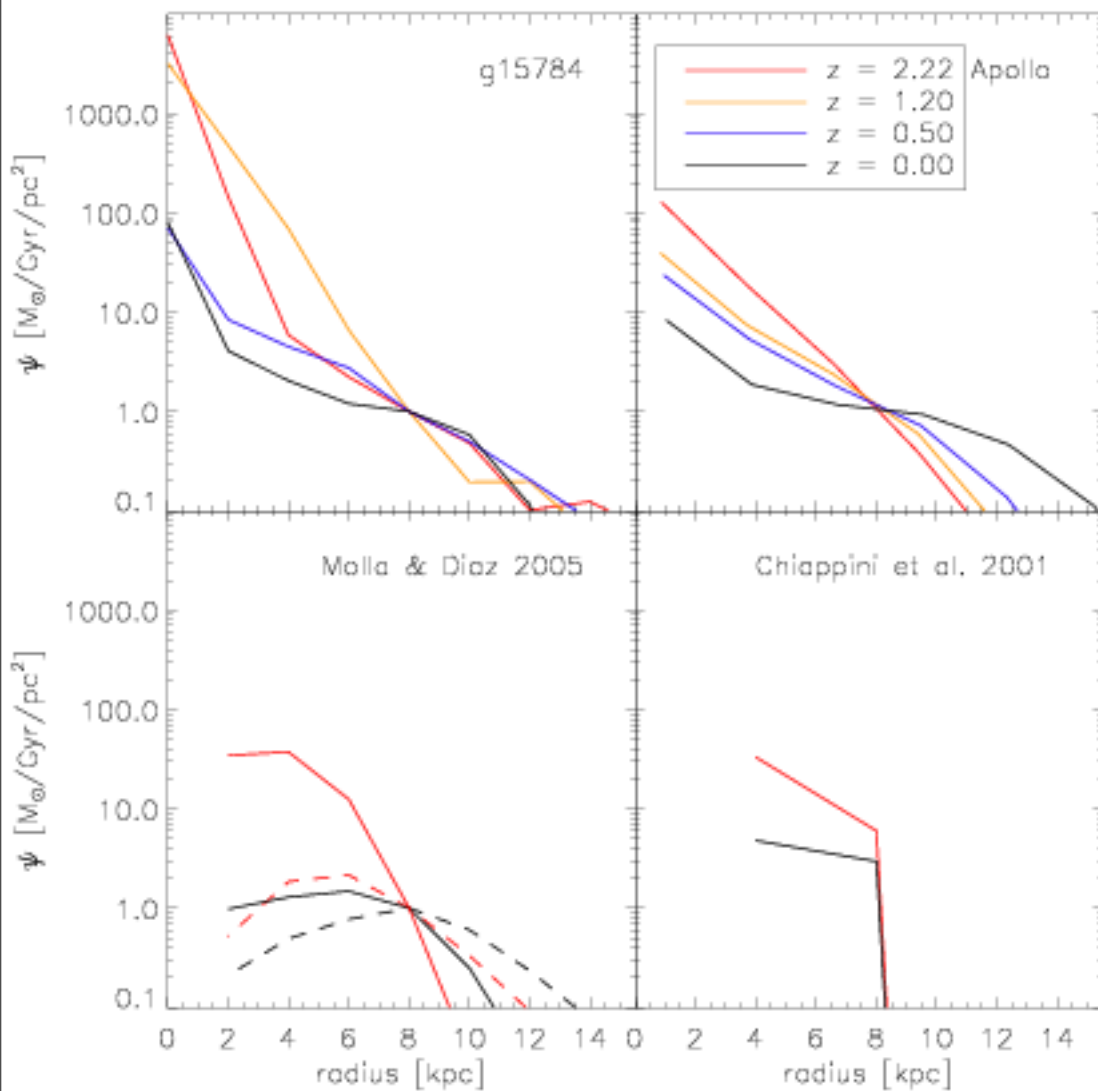 g15784
z = 2.22 Apollo
z = 1.20
z = 0.50
z = 0.00
1000.0
100.0
10.0
1.0
0.1
ψ [M⊙/Gyr/pc²]
Molla & Diaz 2005
Chiappini et al. 2001
1000.0
100.0
10.0
1.0
0.1
ψ [M⊙/Gyr/pc²]
0 2 4 6 8 10 12 14 0 2 4 6 8 10 12 14
radius [kpc] radius [kpc]